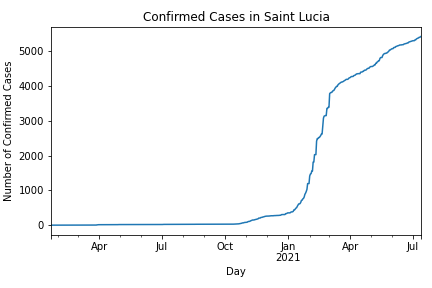 Confirmed Cases in Saint Lucia
Number of Confirmed Cases
5000
4000
3000
2000
1000
0
Apr Jul Oct Jan Apr Jul
2021
Day